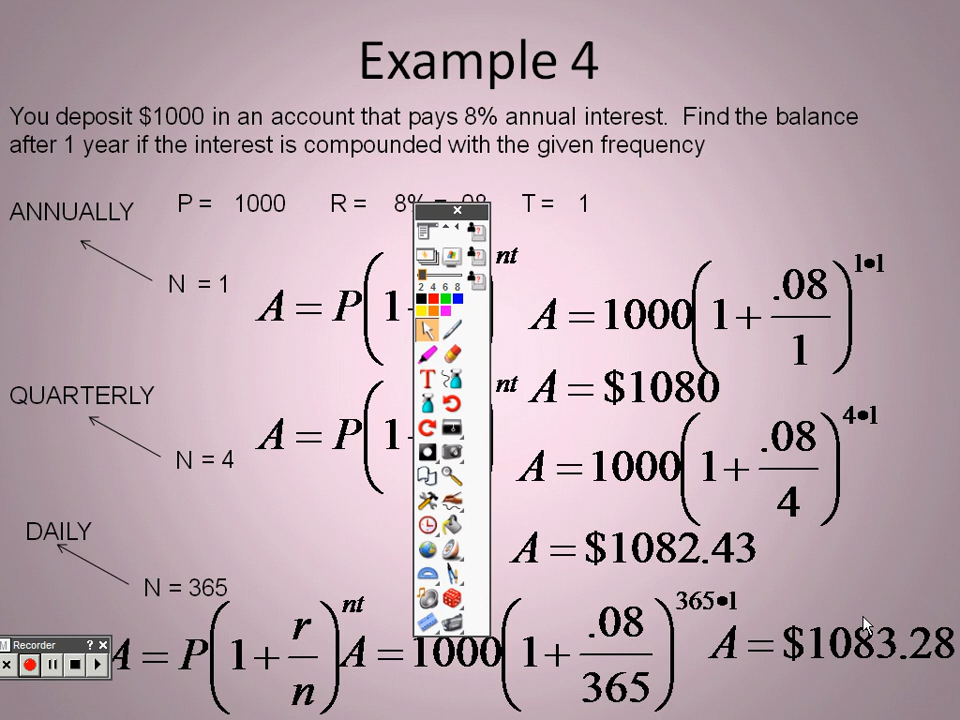 Example 4
You deposit $1000 in an account that pays 8% annual interest. Find the balance
after 1 year if the interest is compounded with the given frequency
ANNUALLY P = 1000 R = 8% = .08 T = 1
N = 1
A = P(1+ nt
A = 1000(1+ .08/1)^1•1
A = $1080
QUARTERLY
N = 4
A = P(1+ nt
A = 1000(1+ .08/4)^4•1
A = $1082.43
DAILY
N = 365
A = P(1+ r/n)^nt
A = 1000(1+ .08/365)^365•1
A = $1083.28
2 4 6 8
T
M Recorder ? ×